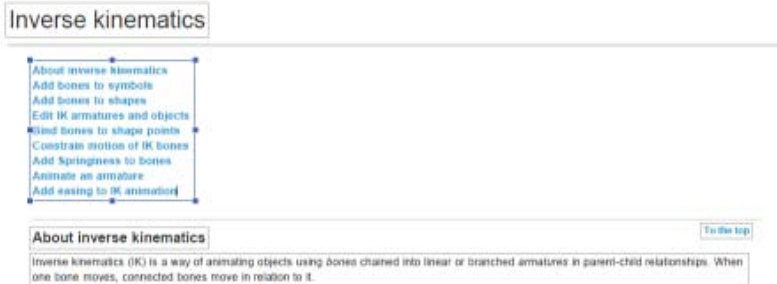 Inverse kinematics
About inverse kinematics
Add bones to symbols
Add bones to shapes
Edit IK armatures and objects
Bind bones to shape points
Constrain motion of IK bones
Add Springiness to bones
Animate an armature
Add easing to IK animation
To the top
About inverse kinematics
Inverse kinematics (IK) is a way of animating objects using bones chained into linear or branched armatures in parent-child relationships. When
one bone moves, connected bones move in relation to it.